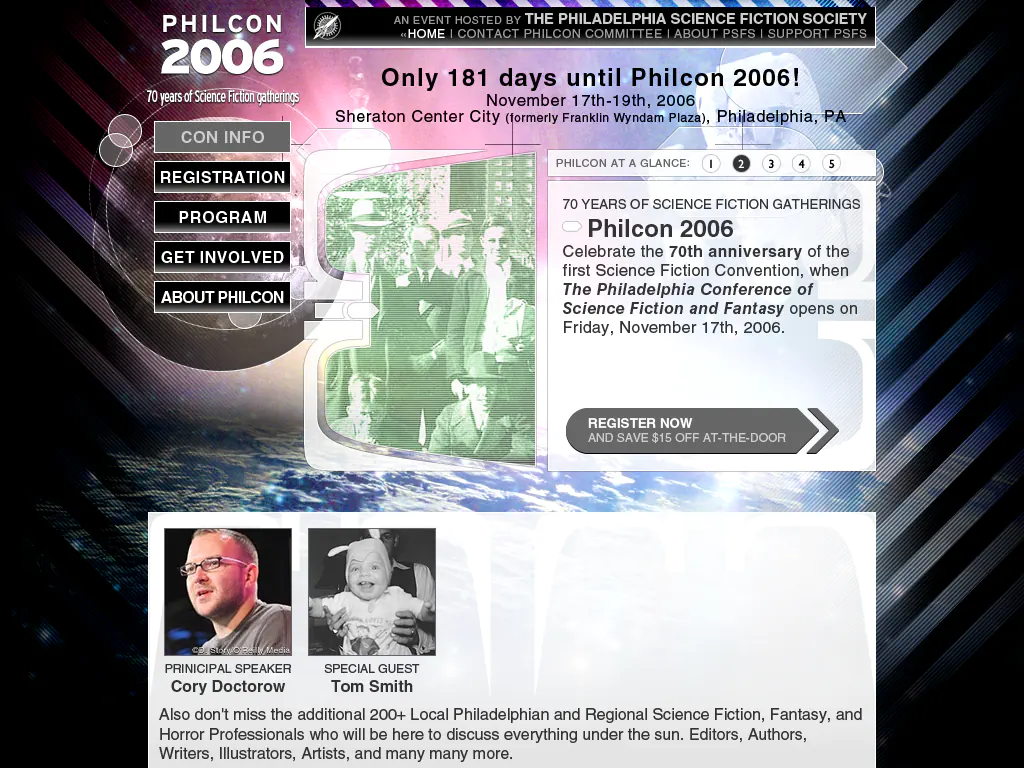 PHILCON
2006
70 years of Science Fiction gatherings
AN EVENT HOSTED BY THE PHILADELPHIA SCIENCE FICTION SOCIETY
«HOME | CONTACT PHILCON COMMITTEE | ABOUT PSFS | SUPPORT PSFS
Only 181 days until Philcon 2006!
November 17th-19th, 2006
Sheraton Center City (formerly Franklin Wyndam Plaza), Philadelphia, PA
CON INFO
REGISTRATION
PROGRAM
GET INVOLVED
ABOUT PHILCON
PHILCON AT A GLANCE: 1 2 3 4 5
70 YEARS OF SCIENCE FICTION GATHERINGS
Philcon 2006
Celebrate the 70th anniversary of the
first Science Fiction Convention, when
The Philadelphia Conference of
Science Fiction and Fantasy opens on
Friday, November 17th, 2006.
REGISTER NOW
AND SAVE $15 OFF AT-THE-DOOR
©D. Story/O'Reilly Media
PRINICIPAL SPEAKER
Cory Doctorow
SPECIAL GUEST
Tom Smith
Also don't miss the additional 200+ Local Philadelphian and Regional Science Fiction, Fantasy, and
Horror Professionals who will be here to discuss everything under the sun. Editors, Authors,
Writers, Illustrators, Artists, and many many more.